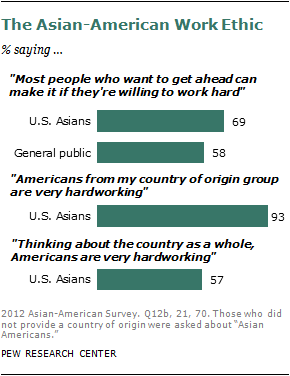 The Asian-American Work Ethic
% saying ...
"Most people who want to get ahead can
make it if they're willing to work hard"
U.S. Asians 69
General public 58
"Americans from my country of origin group
are very hardworking"
U.S. Asians 93
"Thinking about the country as a whole,
Americans are very hardworking"
U.S. Asians 57
2012 Asian-American Survey. Q12b, 21, 70. Those who did
not provide a country of origin were asked about "Asian
Americans."
PEW RESEARCH CENTER